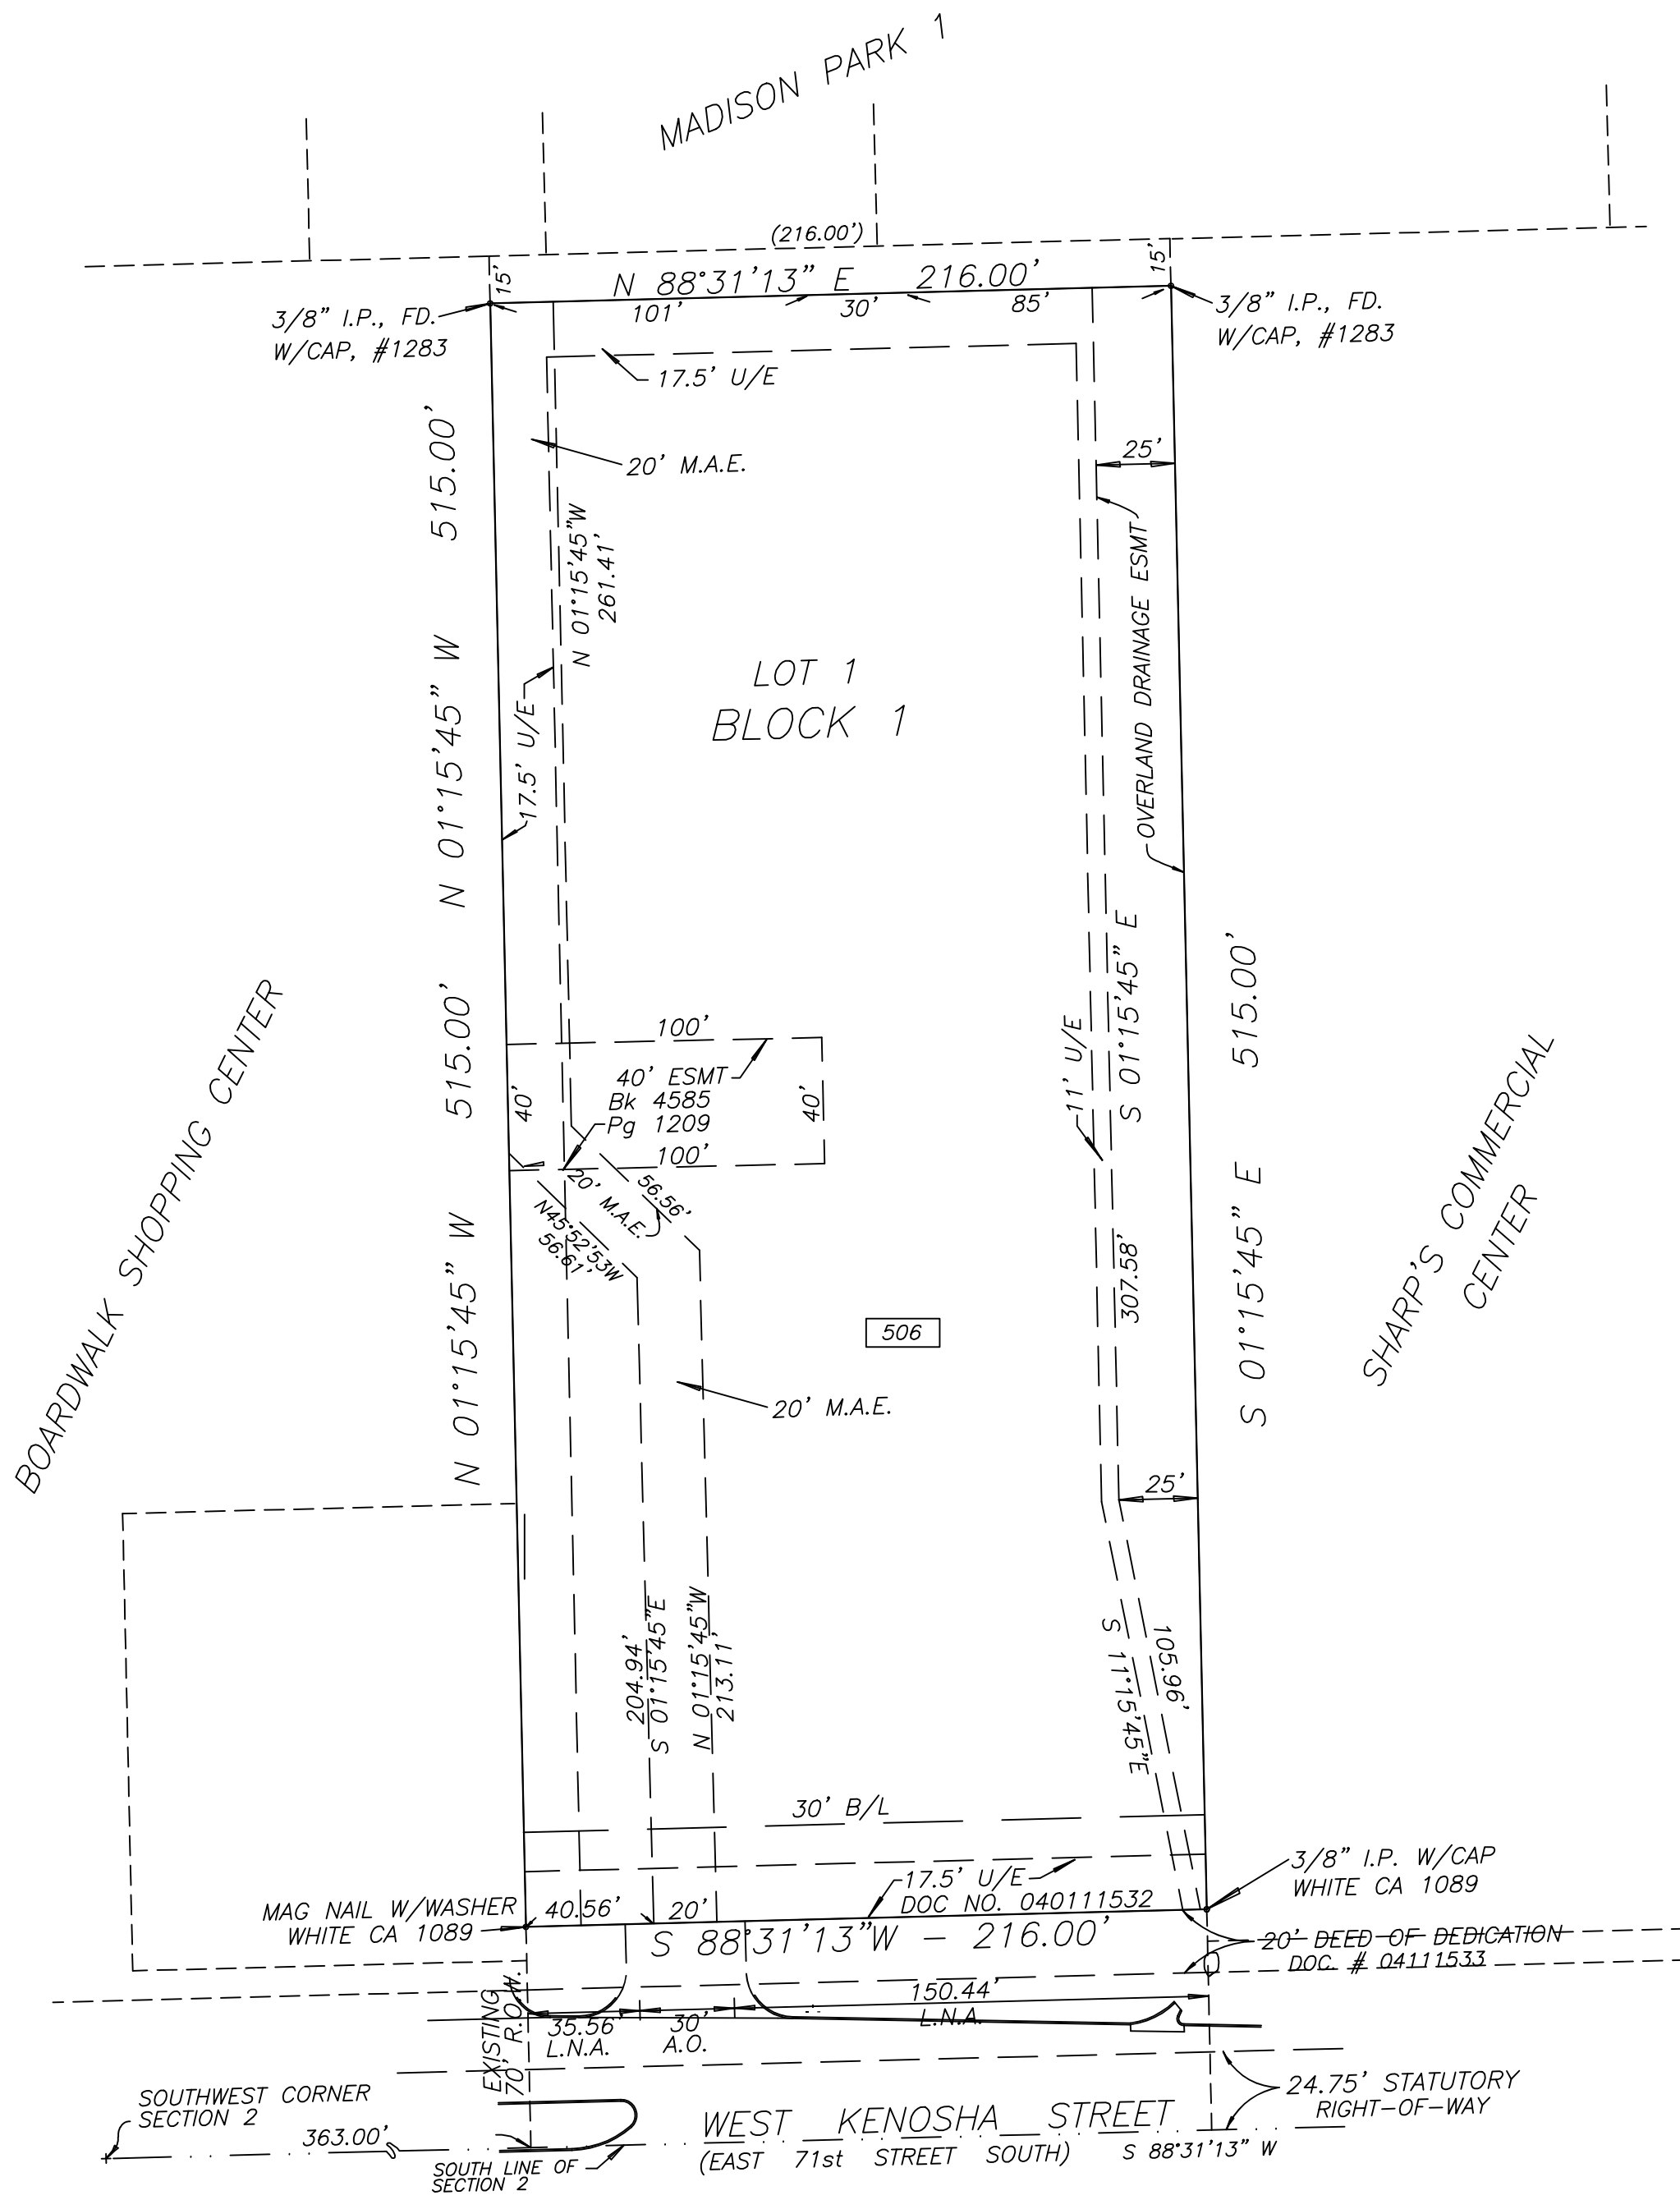 MADISON PARK 1
(216.00')
15'
15'
N 88°31'13" E 216.00'
101'
30'
85'
3/8" I.P., FD.
W/CAP, #1283
3/8" I.P., FD.
W/CAP, #1283
17.5' U/E
20' M.A.E.
25'
N 01°15'45" W 515.00'
N 01°15'45"W
261.41'
OVERLAND DRAINAGE ESMT
LOT 1
BLOCK 1
17.5' U/E
S 01°15'45" E
307.58'
11' U/E
S 01°15'45" E 515.00'
N 01°15'45" W 515.00'
BOARDWALK SHOPPING CENTER
SHARP'S COMMERCIAL
CENTER
100'
40'
40' ESMT
Bk 4585
Pg 1209
40'
100'
20' M.A.E.
56.56'
N45°52'53W
56.61'
506
20' M.A.E.
25'
204.94'
S 01°15'45"E
N 01°15'45"W
213.11'
105.96'
S 11°15'45"E
30' B/L
3/8" I.P. W/CAP
WHITE CA 1089
17.5' U/E
DOC NO. 040111532
MAG NAIL W/WASHER
WHITE CA 1089
40.56'
20'
S 88°31'13"W – 216.00'
20' DEED OF DEDICATION
DOC. # 04111533
EXISTING
70' R.O.W.
35.56'
L.N.A.
30'
A.O.
150.44'
L.N.A.
24.75' STATUTORY
RIGHT-OF-WAY
SOUTHWEST CORNER
SECTION 2
363.00'
WEST KENOSHA STREET
(EAST 71st STREET SOUTH)
S 88°31'13" W
SOUTH LINE OF
SECTION 2